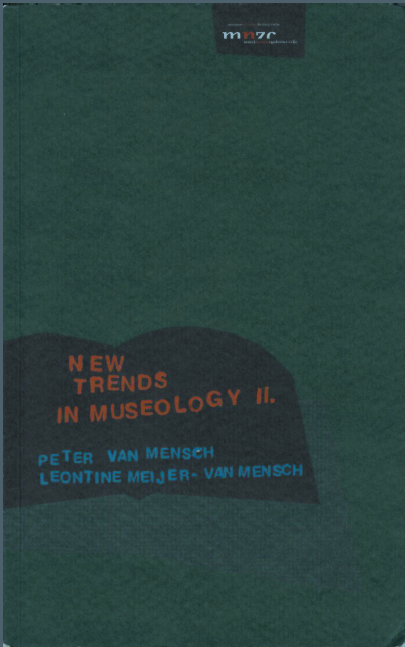 mnzc
NEW
TRENDS
IN MUSEOLOGY II.
PETER VAN MENSCH
LEONTINE MEIJER- VAN MENSCH